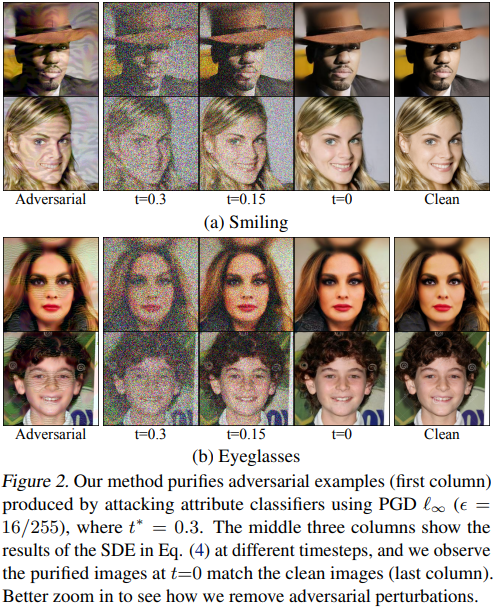 Adversarial t=0.3 t=0.15 t=0 Clean
(a) Smiling
Adversarial t=0.3 t=0.15 t=0 Clean
(b) Eyeglasses
Figure 2. Our method purifies adversarial examples (first column)
produced by attacking attribute classifiers using PGD ℓ∞ (ϵ =
16/255), where t* = 0.3. The middle three columns show the
results of the SDE in Eq. (4) at different timesteps, and we observe
the purified images at t=0 match the clean images (last column).
Better zoom in to see how we remove adversarial perturbations.